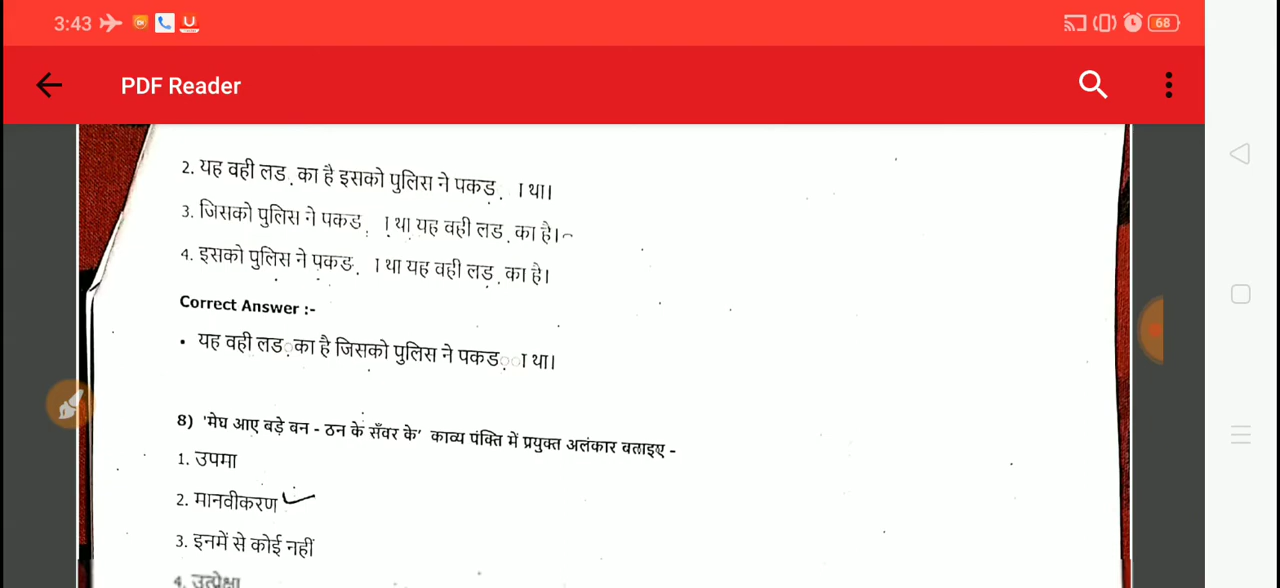 3:43
68
PDF Reader
2. यह वही लड़का है इसको पुलिस ने पकड़ा था।
3. जिसको पुलिस ने पकड़ा था यह वही लड़का है।
4. इसको पुलिस ने पकड़ा था यह वही लड़का है।
Correct Answer :-
• यह वही लड़का है जिसको पुलिस ने पकड़ा था।
8) 'मेघ आए बड़े वन - ठन के सँवर के' काव्य पंक्ति में प्रयुक्त अलंकार बताइए -
1. उपमा
2. मानवीकरण
3. इनमें से कोई नहीं
4. उत्प्रेक्षा